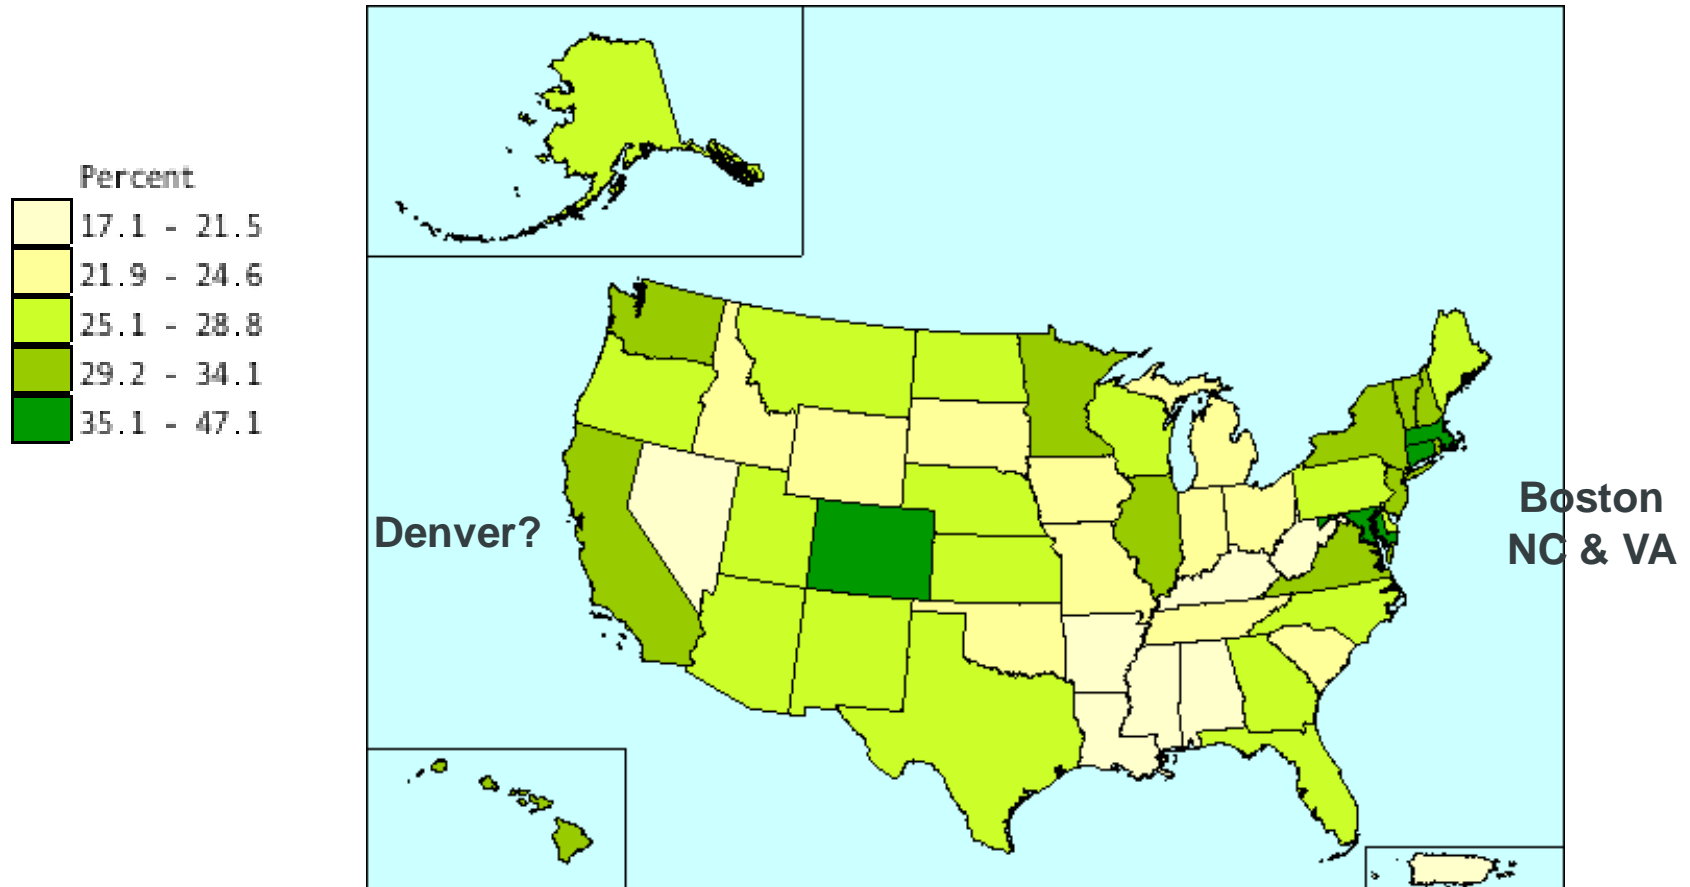 Percent
17.1 - 21.5
21.9 - 24.6
25.1 - 28.8
29.2 - 34.1
35.1 - 47.1
Denver?
Boston
NC & VA